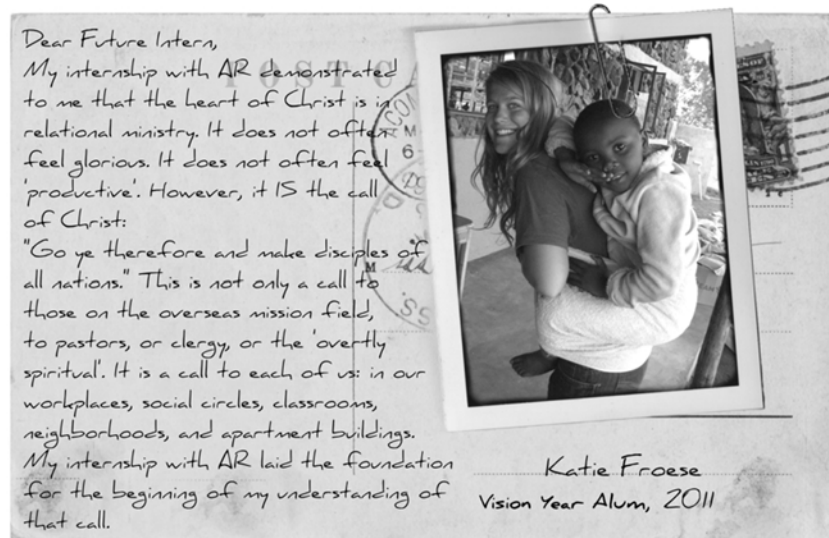 Dear Future Intern,
My internship with AR demonstrated
to me that the heart of Christ is in
relational ministry. It does not often
feel glorious. It does not often feel
'productive'. However, it IS the call
of Christ:
"Go ye therefore and make disciples of
all nations." This is not only a call to
those on the overseas mission field,
to pastors, or clergy, or the 'overtly
spiritual'. It is a call to each of us: in our
workplaces, social circles, classrooms,
neighborhoods, and apartment buildings.
My internship with AR laid the foundation
for the beginning of my understanding of
that call.
Katie Froese
Vision Year Alum, 2011